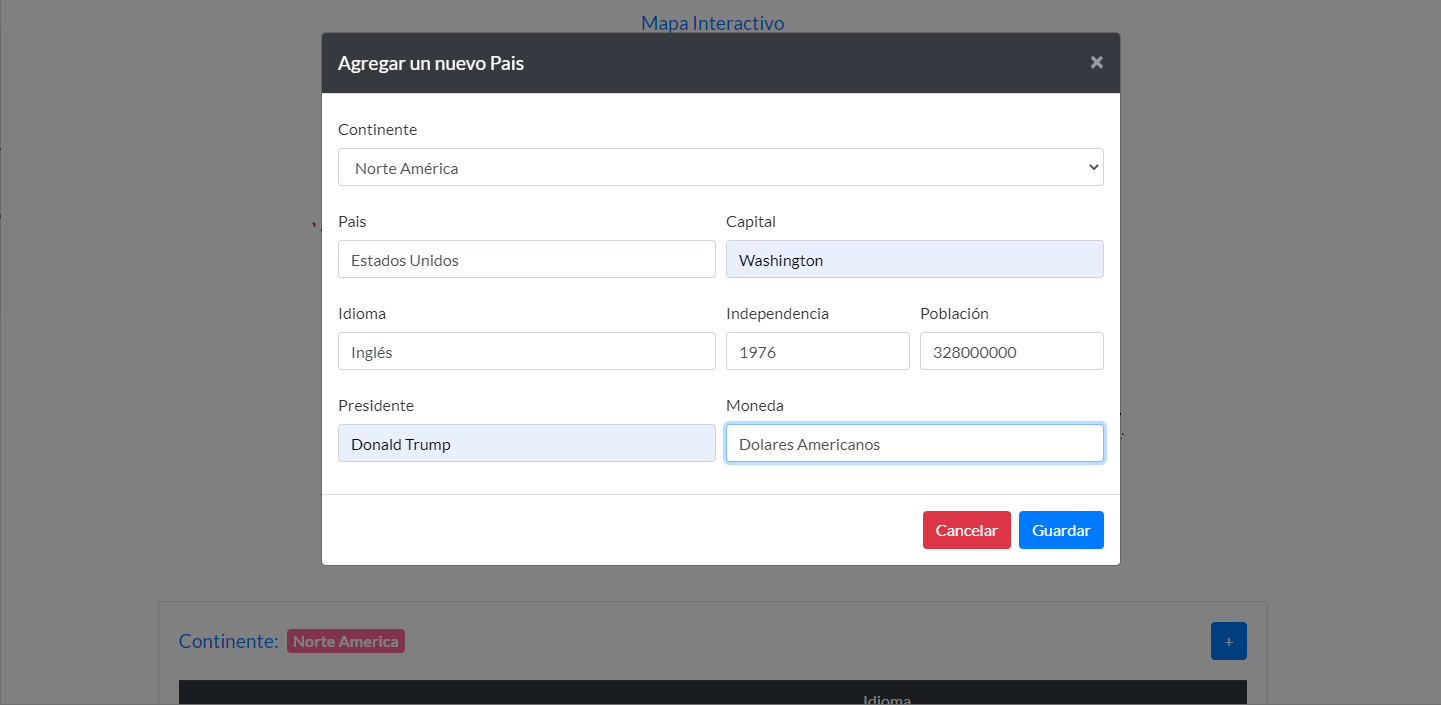 Mapa Interactivo
Agregar un nuevo Pais ×
Continente
Norte América
Pais Capital
Estados Unidos Washington
Idioma Independencia Población
Inglés 1976 328000000
Presidente Moneda
Donald Trump Dolares Americanos
Cancelar Guardar
Continente: Norte America +
Idioma